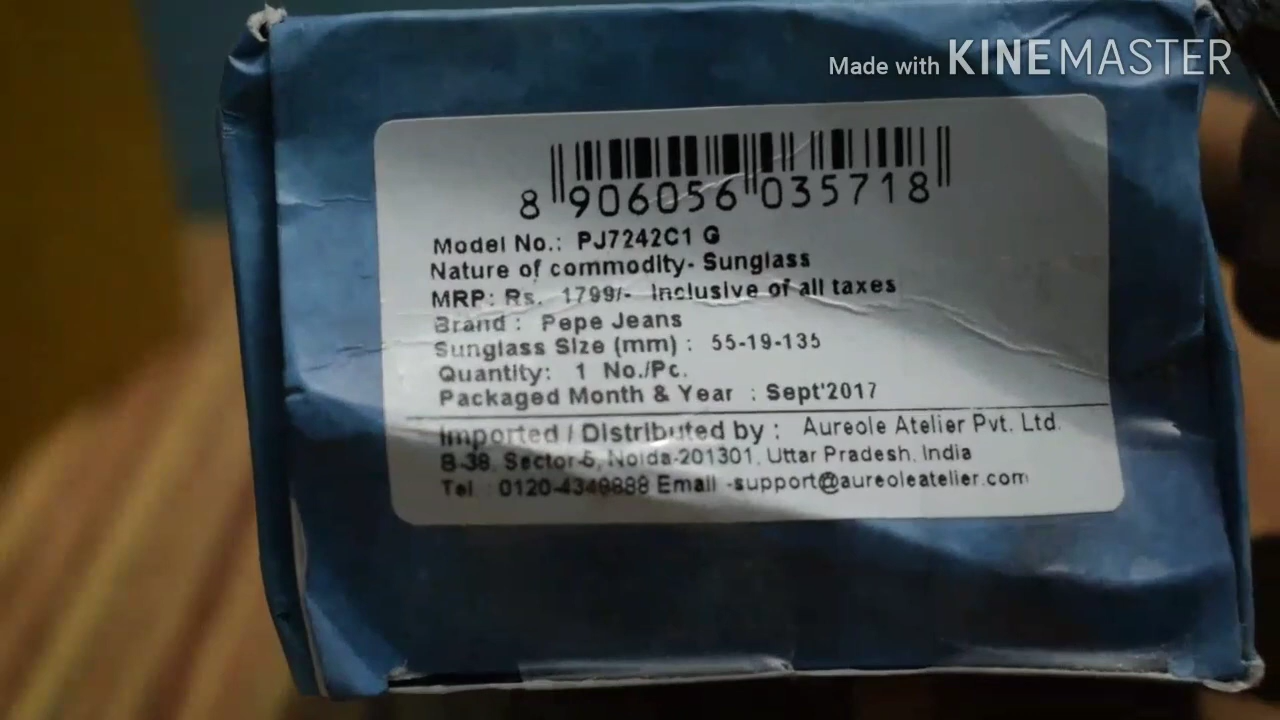 Made with KINEMASTER
8 906056 035718
Model No.: PJ7242C1 G
Nature of commodity- Sunglass
MRP: Rs. 1799/- Inclusive of all taxes
Brand : Pepe Jeans
Sunglass Size (mm) : 55-19-135
Quantity: 1 No./Pc.
Packaged Month & Year : Sept'2017
Imported / Distributed by : Aureole Atelier Pvt. Ltd.
B-38, Sector-6, Noida-201301, Uttar Pradesh, India
Tel : 0120-4349888 Email -support@aureoleatelier.com